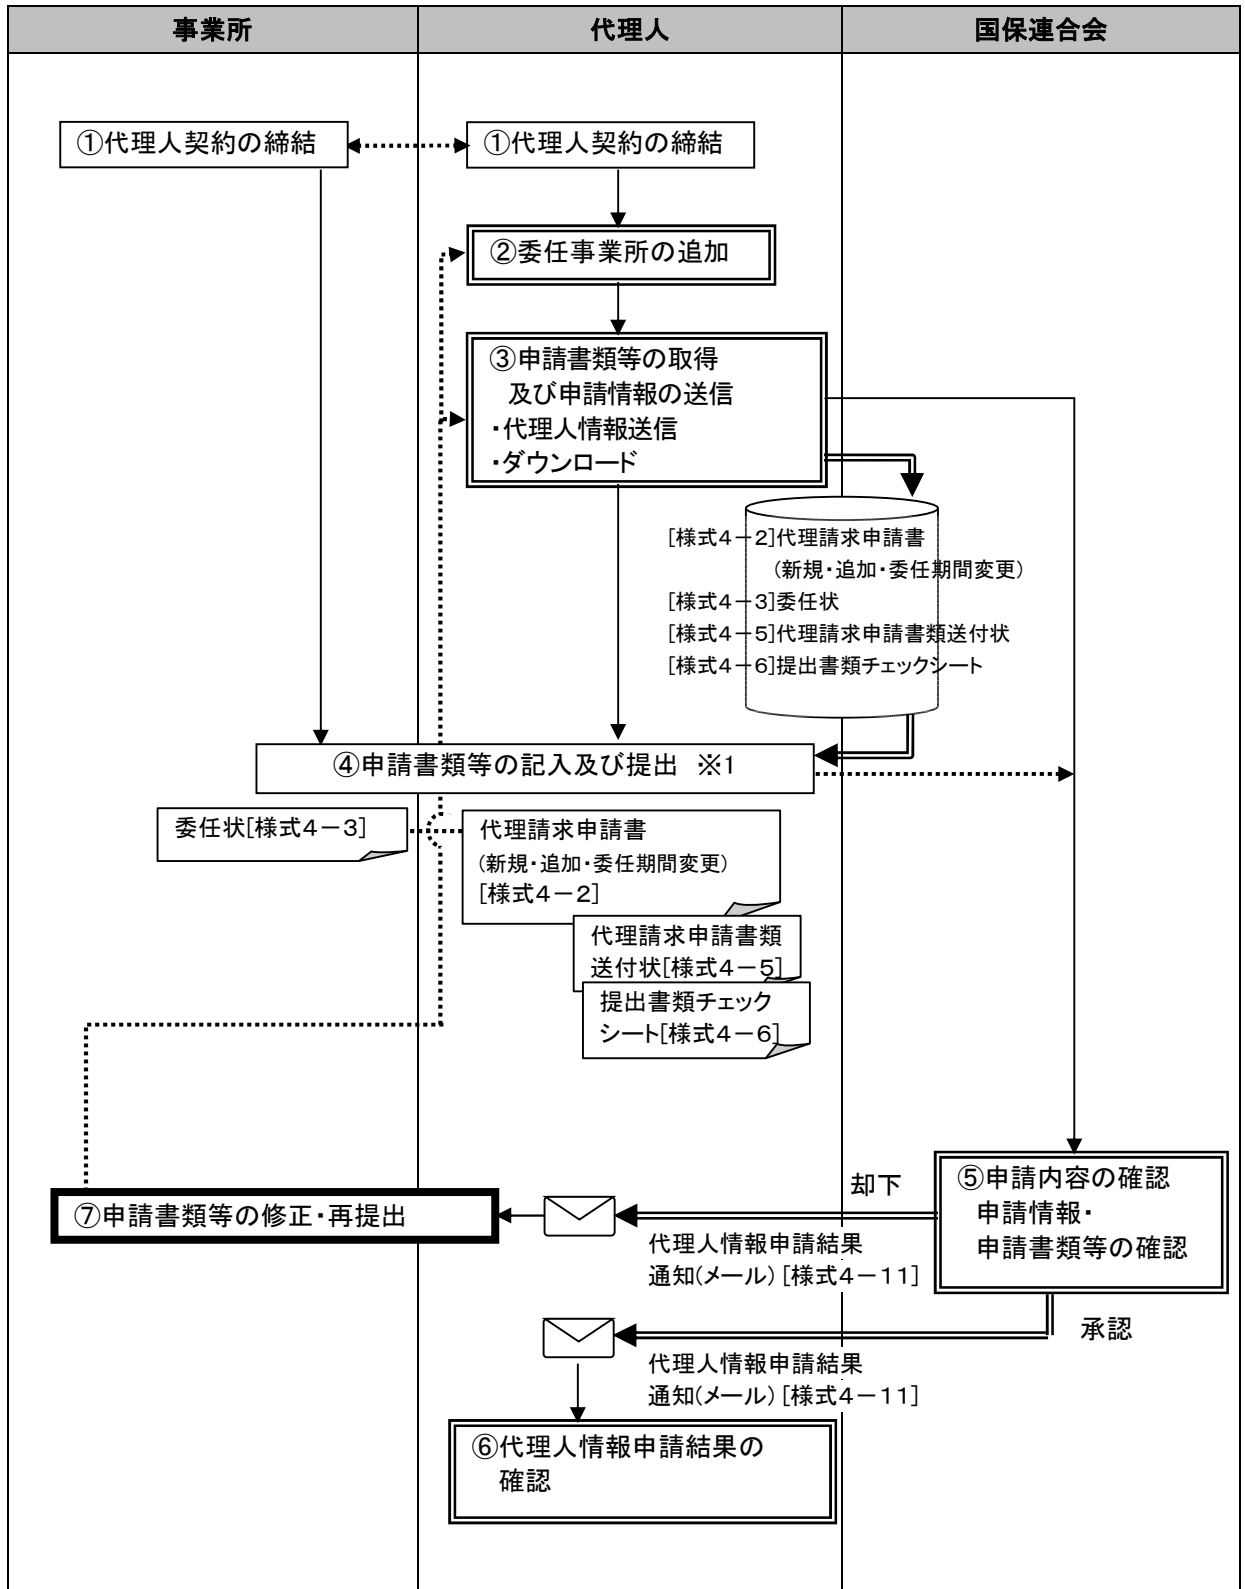 事業所
代理人
国保連合会
①代理人契約の締結
①代理人契約の締結
②委任事業所の追加
③申請書類等の取得
及び申請情報の送信
・代理人情報送信
・ダウンロード
[様式4－2]代理請求申請書
(新規・追加・委任期間変更)
[様式4－3]委任状
[様式4－5]代理請求申請書類送付状
[様式4－6]提出書類チェックシート
④申請書類等の記入及び提出 ※1
委任状[様式4－3]
代理請求申請書
(新規・追加・委任期間変更)
[様式4－2]
代理請求申請書類
送付状[様式4－5]
提出書類チェック
シート[様式4－6]
却下
⑤申請内容の確認
申請情報・
申請書類等の確認
⑦申請書類等の修正・再提出
代理人情報申請結果
通知(メール) [様式4－11]
承認
代理人情報申請結果
通知(メール) [様式4－11]
⑥代理人情報申請結果の
確認